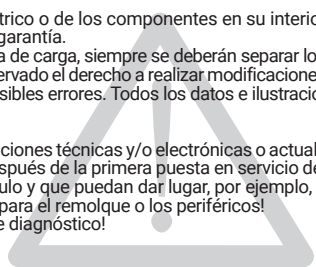 trico o de los componentes en su interio
garantía.
a de carga, siempre se deberán separar lo
ervado el derecho a realizar modificacione
sibles errores. Todos los datos e ilustracio
ciones técnicas y/o electrónicas o actual
spués de la primera puesta en servicio de
ulo y que puedan dar lugar, por ejemplo,
para el remolque o los periféricos!
e diagnóstico!